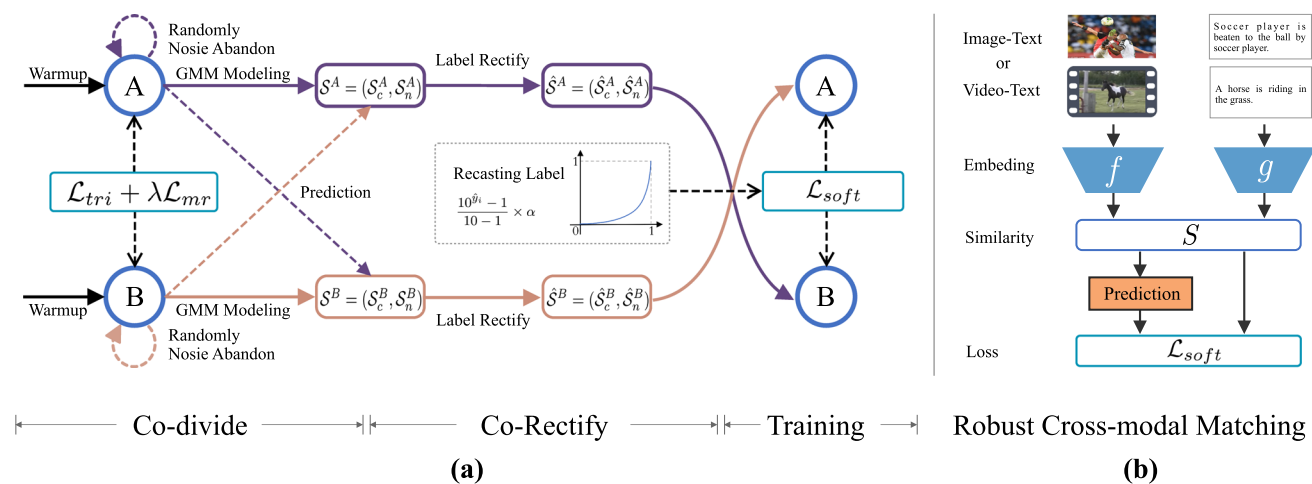 Randomly
Nosie Abandon
Warmup
A
GMM Modeling
𝒮^A = (𝒮_c^A, 𝒮_n^A)
Label Rectify
𝒮̂^A = (𝒮̂_c^A, 𝒮̂_n^A)
A
ℒ_tri + λℒ_mr
Prediction
Recasting Label
(10^{ŷ_i} − 1) / (10 − 1) × α
1
0
1
ℒ_soft
Warmup
B
GMM Modeling
𝒮^B = (𝒮_c^B, 𝒮_n^B)
Label Rectify
𝒮̂^B = (𝒮̂_c^B, 𝒮̂_n^B)
B
Randomly
Nosie Abandon
Co-divide
Co-Rectify
Training
(a)
Image-Text
or
Video-Text
Soccer player is
beaten to the ball by
soccer player.
A horse is riding in
the grass.
Embeding
f
g
Similarity
S
Prediction
Loss
ℒ_soft
Robust Cross-modal Matching
(b)